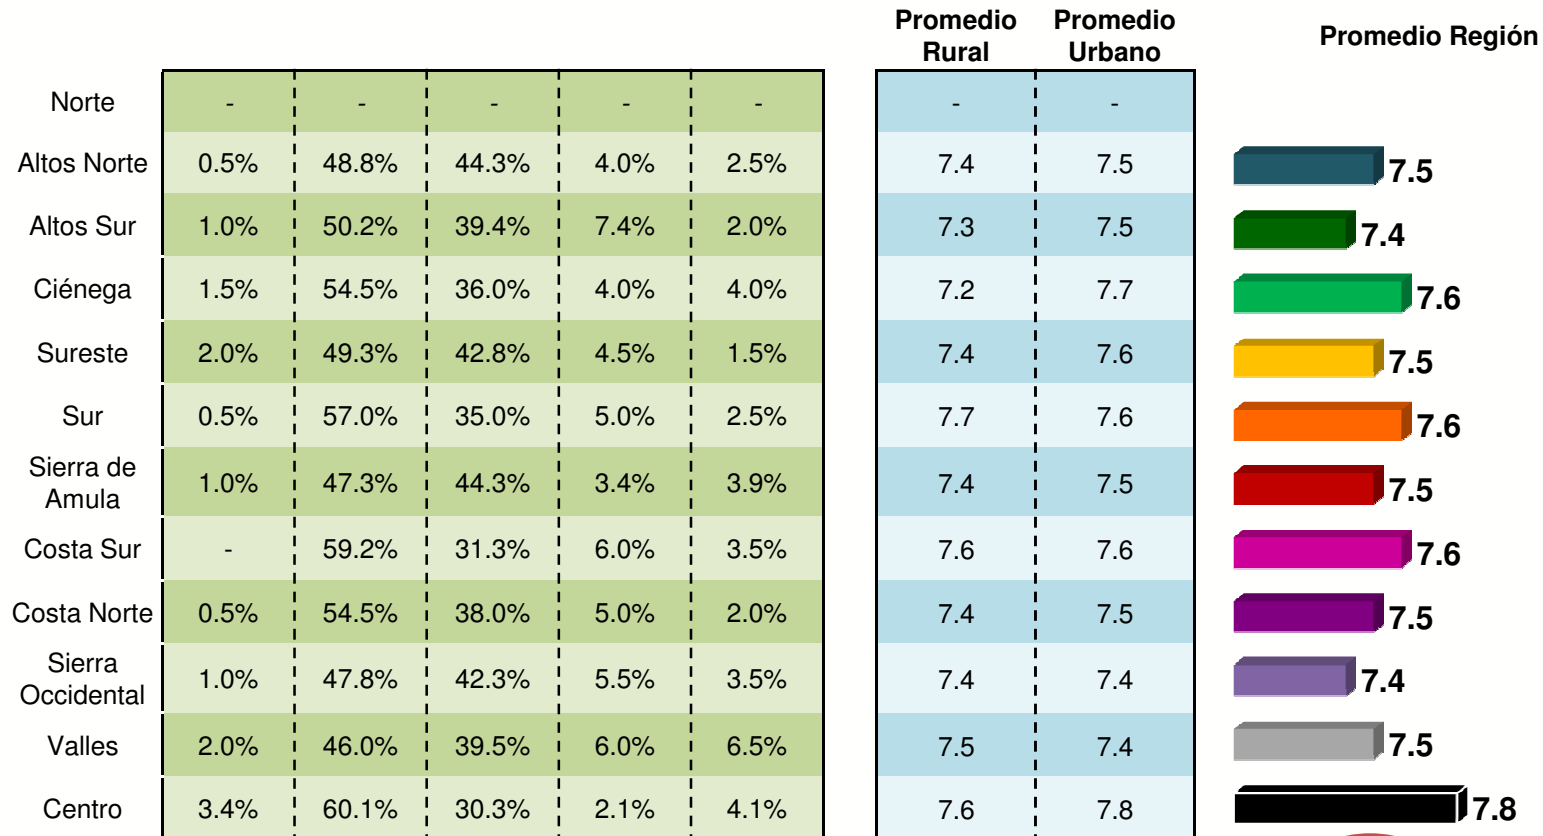 Promedio Rural Promedio Urbano Promedio Región
Norte - - - - - - -
Altos Norte 0.5% 48.8% 44.3% 4.0% 2.5% 7.4 7.5 7.5
Altos Sur 1.0% 50.2% 39.4% 7.4% 2.0% 7.3 7.5 7.4
Ciénega 1.5% 54.5% 36.0% 4.0% 4.0% 7.2 7.7 7.6
Sureste 2.0% 49.3% 42.8% 4.5% 1.5% 7.4 7.6 7.5
Sur 0.5% 57.0% 35.0% 5.0% 2.5% 7.7 7.6 7.6
Sierra de Amula 1.0% 47.3% 44.3% 3.4% 3.9% 7.4 7.5 7.5
Costa Sur - 59.2% 31.3% 6.0% 3.5% 7.6 7.6 7.6
Costa Norte 0.5% 54.5% 38.0% 5.0% 2.0% 7.4 7.5 7.5
Sierra Occidental 1.0% 47.8% 42.3% 5.5% 3.5% 7.4 7.4 7.4
Valles 2.0% 46.0% 39.5% 6.0% 6.5% 7.5 7.4 7.5
Centro 3.4% 60.1% 30.3% 2.1% 4.1% 7.6 7.8 7.8